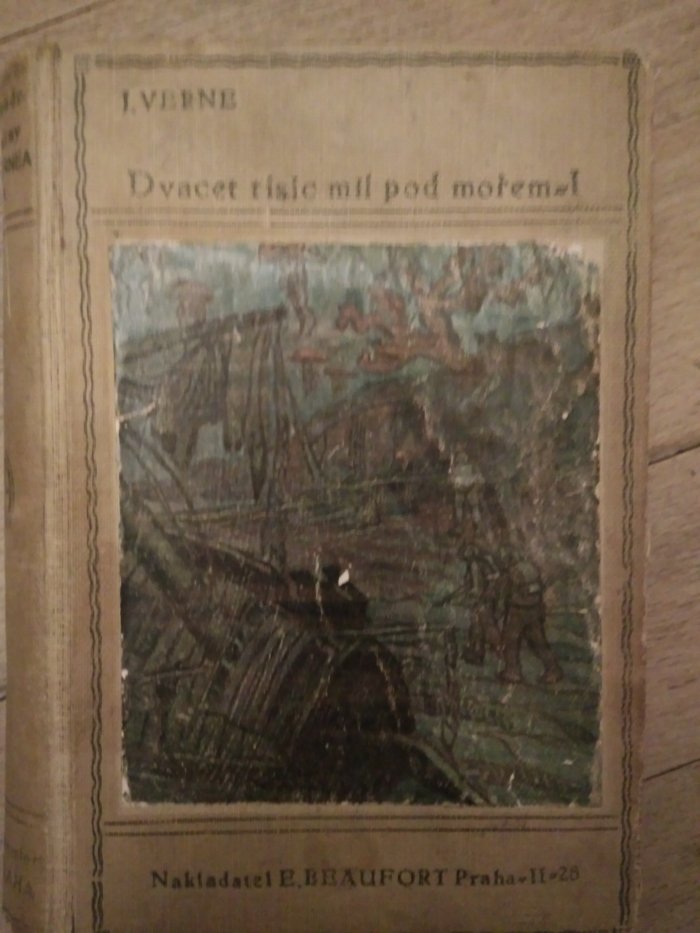 J. VERNE
Dvacet tisíc mil pod mořem-I
Nakladatel E. BEAUFORT Praha-II-28